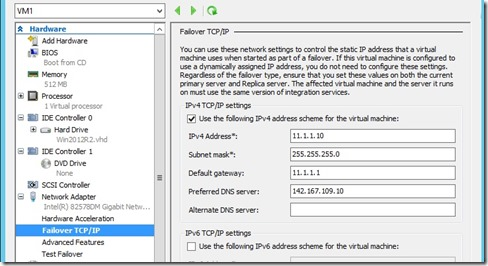 VM1
Hardware
Add Hardware
BIOS
Boot from CD
Memory
512 MB
Processor
1 Virtual processor
IDE Controller 0
Hard Drive
Win2012R2.vhd
IDE Controller 1
DVD Drive
None
SCSI Controller
Network Adapter
Intel(R) 82578DM Gigabit Netw...
Hardware Acceleration
Failover TCP/IP
Advanced Features
Test Failover
Failover TCP/IP
You can use these network settings to control the static IP address that a virtual
machine uses when started as part of a failover. If this virtual machine is configured to
use a dynamically assigned IP address, you do not need to configure these settings.
Regardless of the failover type, ensure that you set these values on both the current
primary server and Replica server. The affected virtual machine and the server it runs
on must use the same version of integration services.
IPv4 TCP/IP settings
Use the following IPv4 address scheme for the virtual machine:
IPv4 Address*:
11.1.1.10
Subnet mask*:
255.255.255.0
Default gateway:
11.1.1.1
Preferred DNS server:
142.167.109.10
Alternate DNS server:
IPv6 TCP/IP settings
Use the following IPv6 address scheme for the virtual machine: